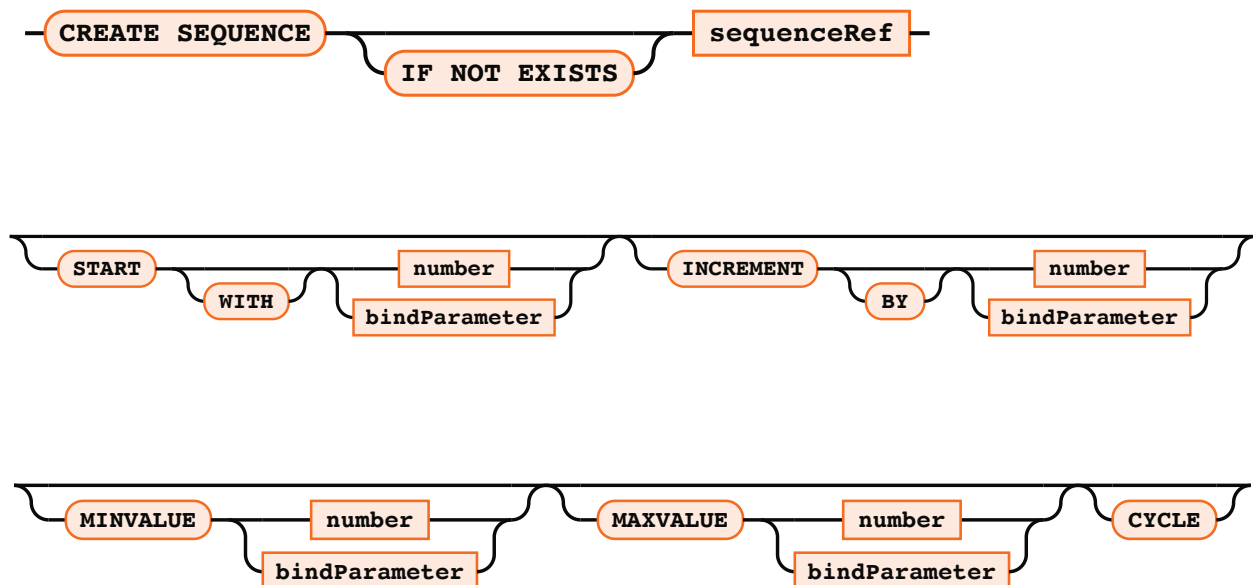 CREATE SEQUENCE sequenceRef
IF NOT EXISTS
START number INCREMENT number
WITH BY
bindParameter bindParameter
MINVALUE number MAXVALUE number CYCLE
bindParameter bindParameter